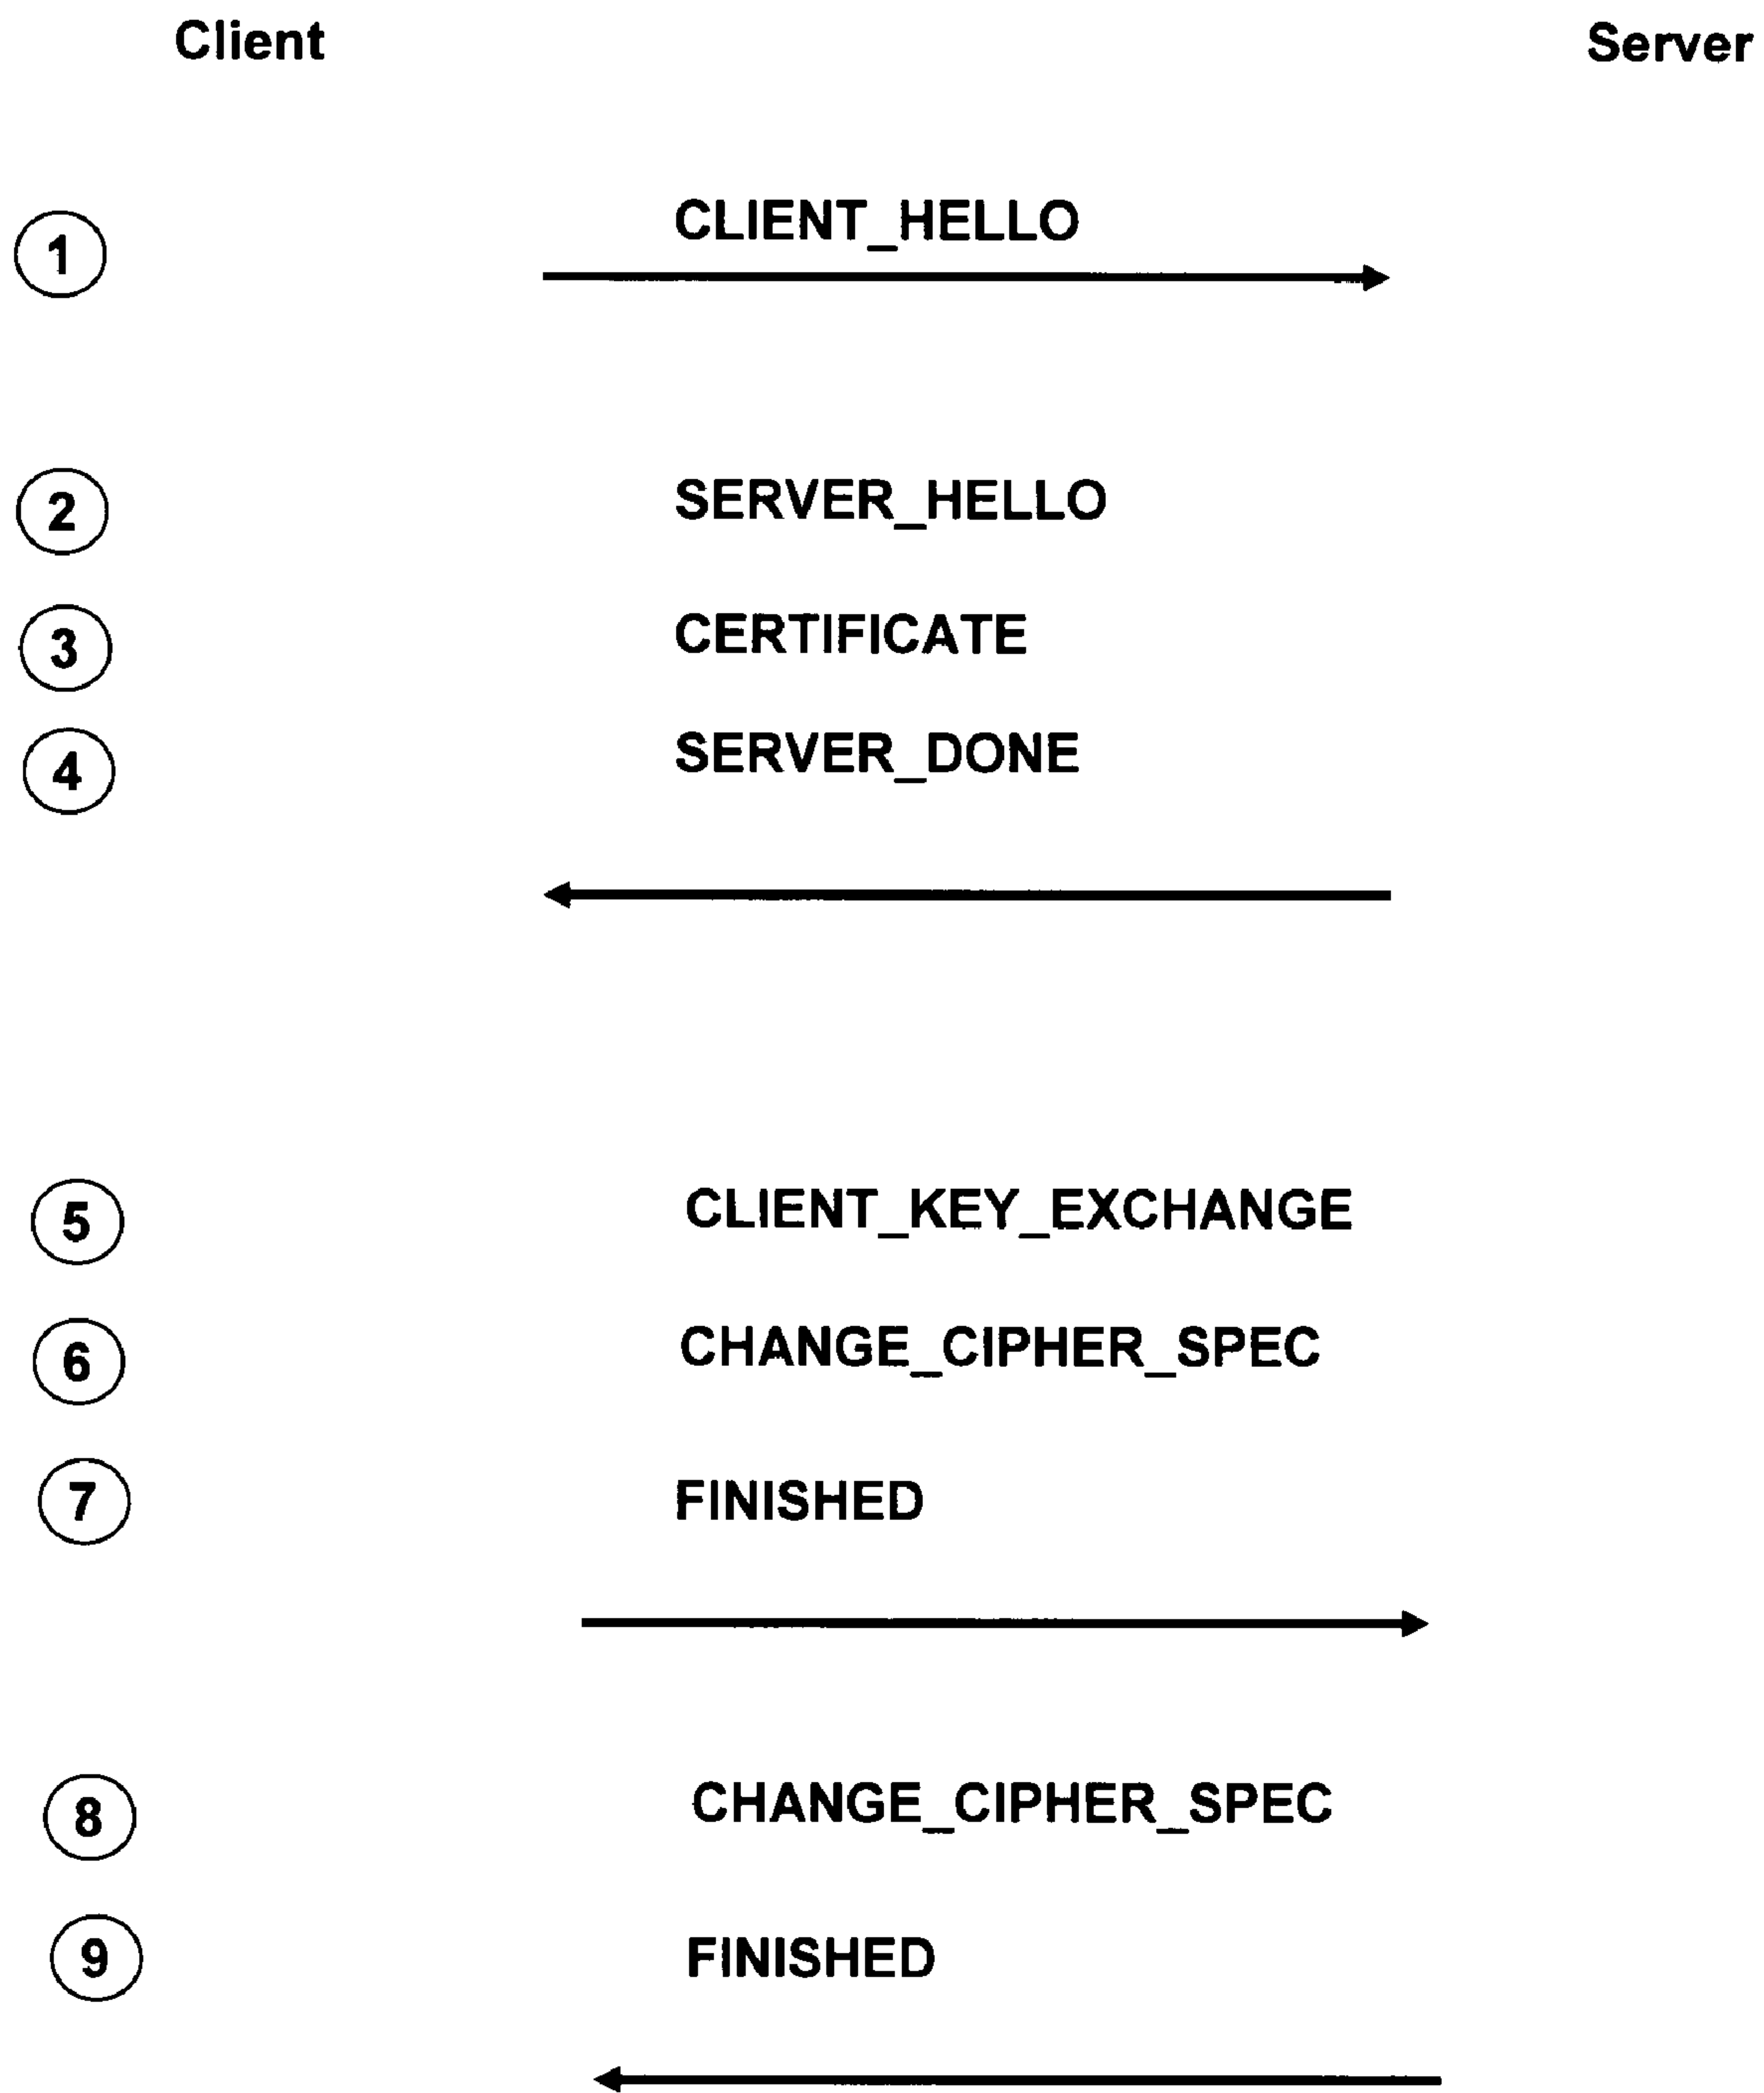 Client Server
1 CLIENT_HELLO
2 SERVER_HELLO
3 CERTIFICATE
4 SERVER_DONE
5 CLIENT_KEY_EXCHANGE
6 CHANGE_CIPHER_SPEC
7 FINISHED
8 CHANGE_CIPHER_SPEC
9 FINISHED